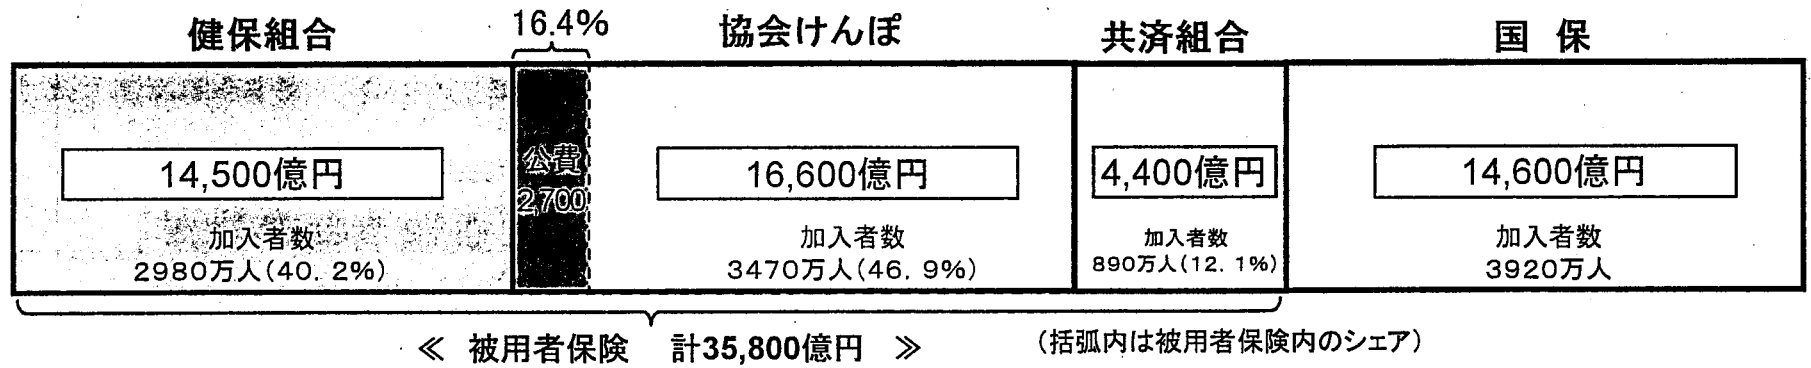 健保組合
16.4%
協会けんぽ
共済組合
国 保
14,500億円
加入者数
2980万人(40.2%)
公費
2,700
16,600億円
加入者数
3470万人(46.9%)
4,400億円
加入者数
890万人(12.1%)
14,600億円
加入者数
3920万人
≪ 被用者保険 計35,800億円 ≫
(括弧内は被用者保険内のシェア)